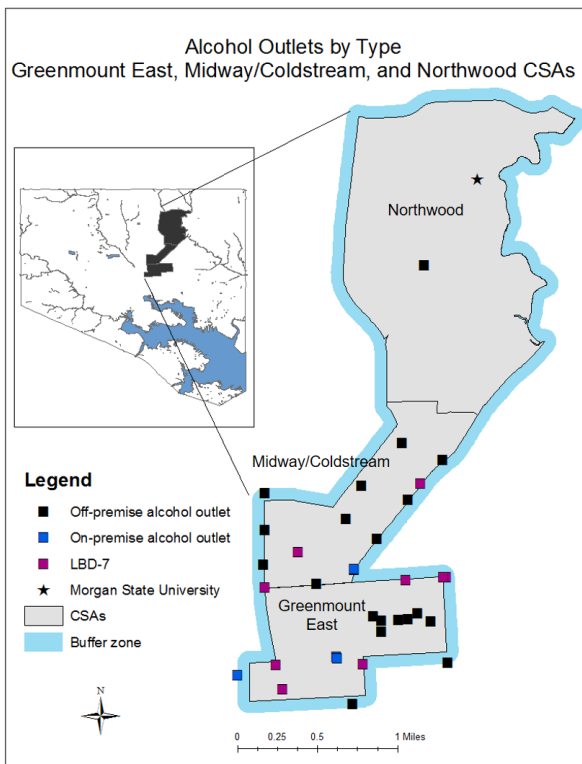 Alcohol Outlets by Type
Greenmount East, Midway/Coldstream, and Northwood CSAs
Northwood
Midway/Coldstream
Legend
Off-premise alcohol outlet
On-premise alcohol outlet
LBD-7
Morgan State University
CSAs
Buffer zone
Greenmount
East
N
0 0.25 0.5 1 Miles